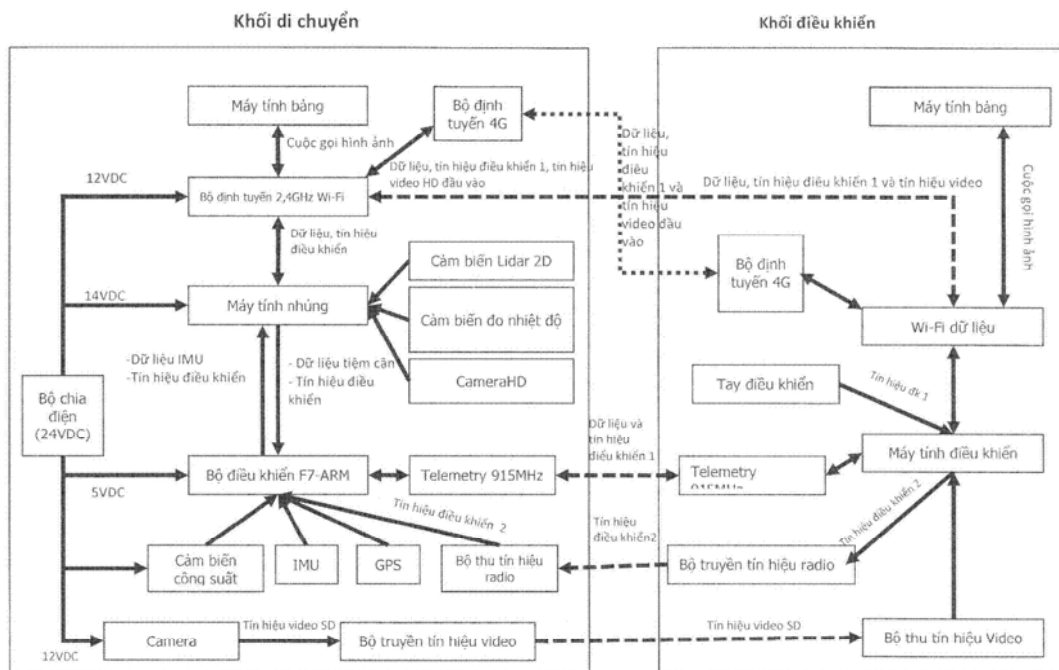 Khối di chuyển
Khối điều khiển
Máy tính bảng
Bộ định
tuyến 4G
Cuộc gọi hình ảnh
Dữ liệu, tín hiệu điều khiển 1, tín hiệu
video HD đầu vào
12VDC
Bộ định tuyến 2,4GHz Wi-Fi
Dữ liệu, tín hiệu
điều khiển
14VDC
Máy tính nhúng
Cảm biến Lidar 2D
Cảm biến đo nhiệt độ
CameraHD
-Dữ liệu IMU
-Tín hiệu điều khiển
- Dữ liệu tiệm cận
- Tín hiệu điều
khiển
Bộ chia
điện
(24VDC)
5VDC
Bộ điều khiển F7-ARM
Telemetry 915MHz
Tín hiệu điều khiển 2
Cảm biến
công suất
IMU
GPS
Bộ thu tín hiệu
radio
12VDC
Camera
Tín hiệu video SD
Bộ truyền tín hiệu video
Dữ liệu,
tín hiệu
điều
khiển 1 và
tín hiệu
video đầu
vào
Dữ liệu, tín hiệu điều khiển 1 và tín hiệu video
Dữ liệu và
tín hiệu
điều khiển 1
Tín hiệu
điều khiển2
Tín hiệu video SD
Máy tính bảng
Cuộc gọi hình ảnh
Bộ định
tuyến 4G
Wi-Fi dữ liệu
Tay điều khiển
Tín hiệu đk 1
Máy tính điều khiển
Telemetry
Tín hiệu điều khiển 2
Bộ truyền tín hiệu radio
Bộ thu tín hiệu Video